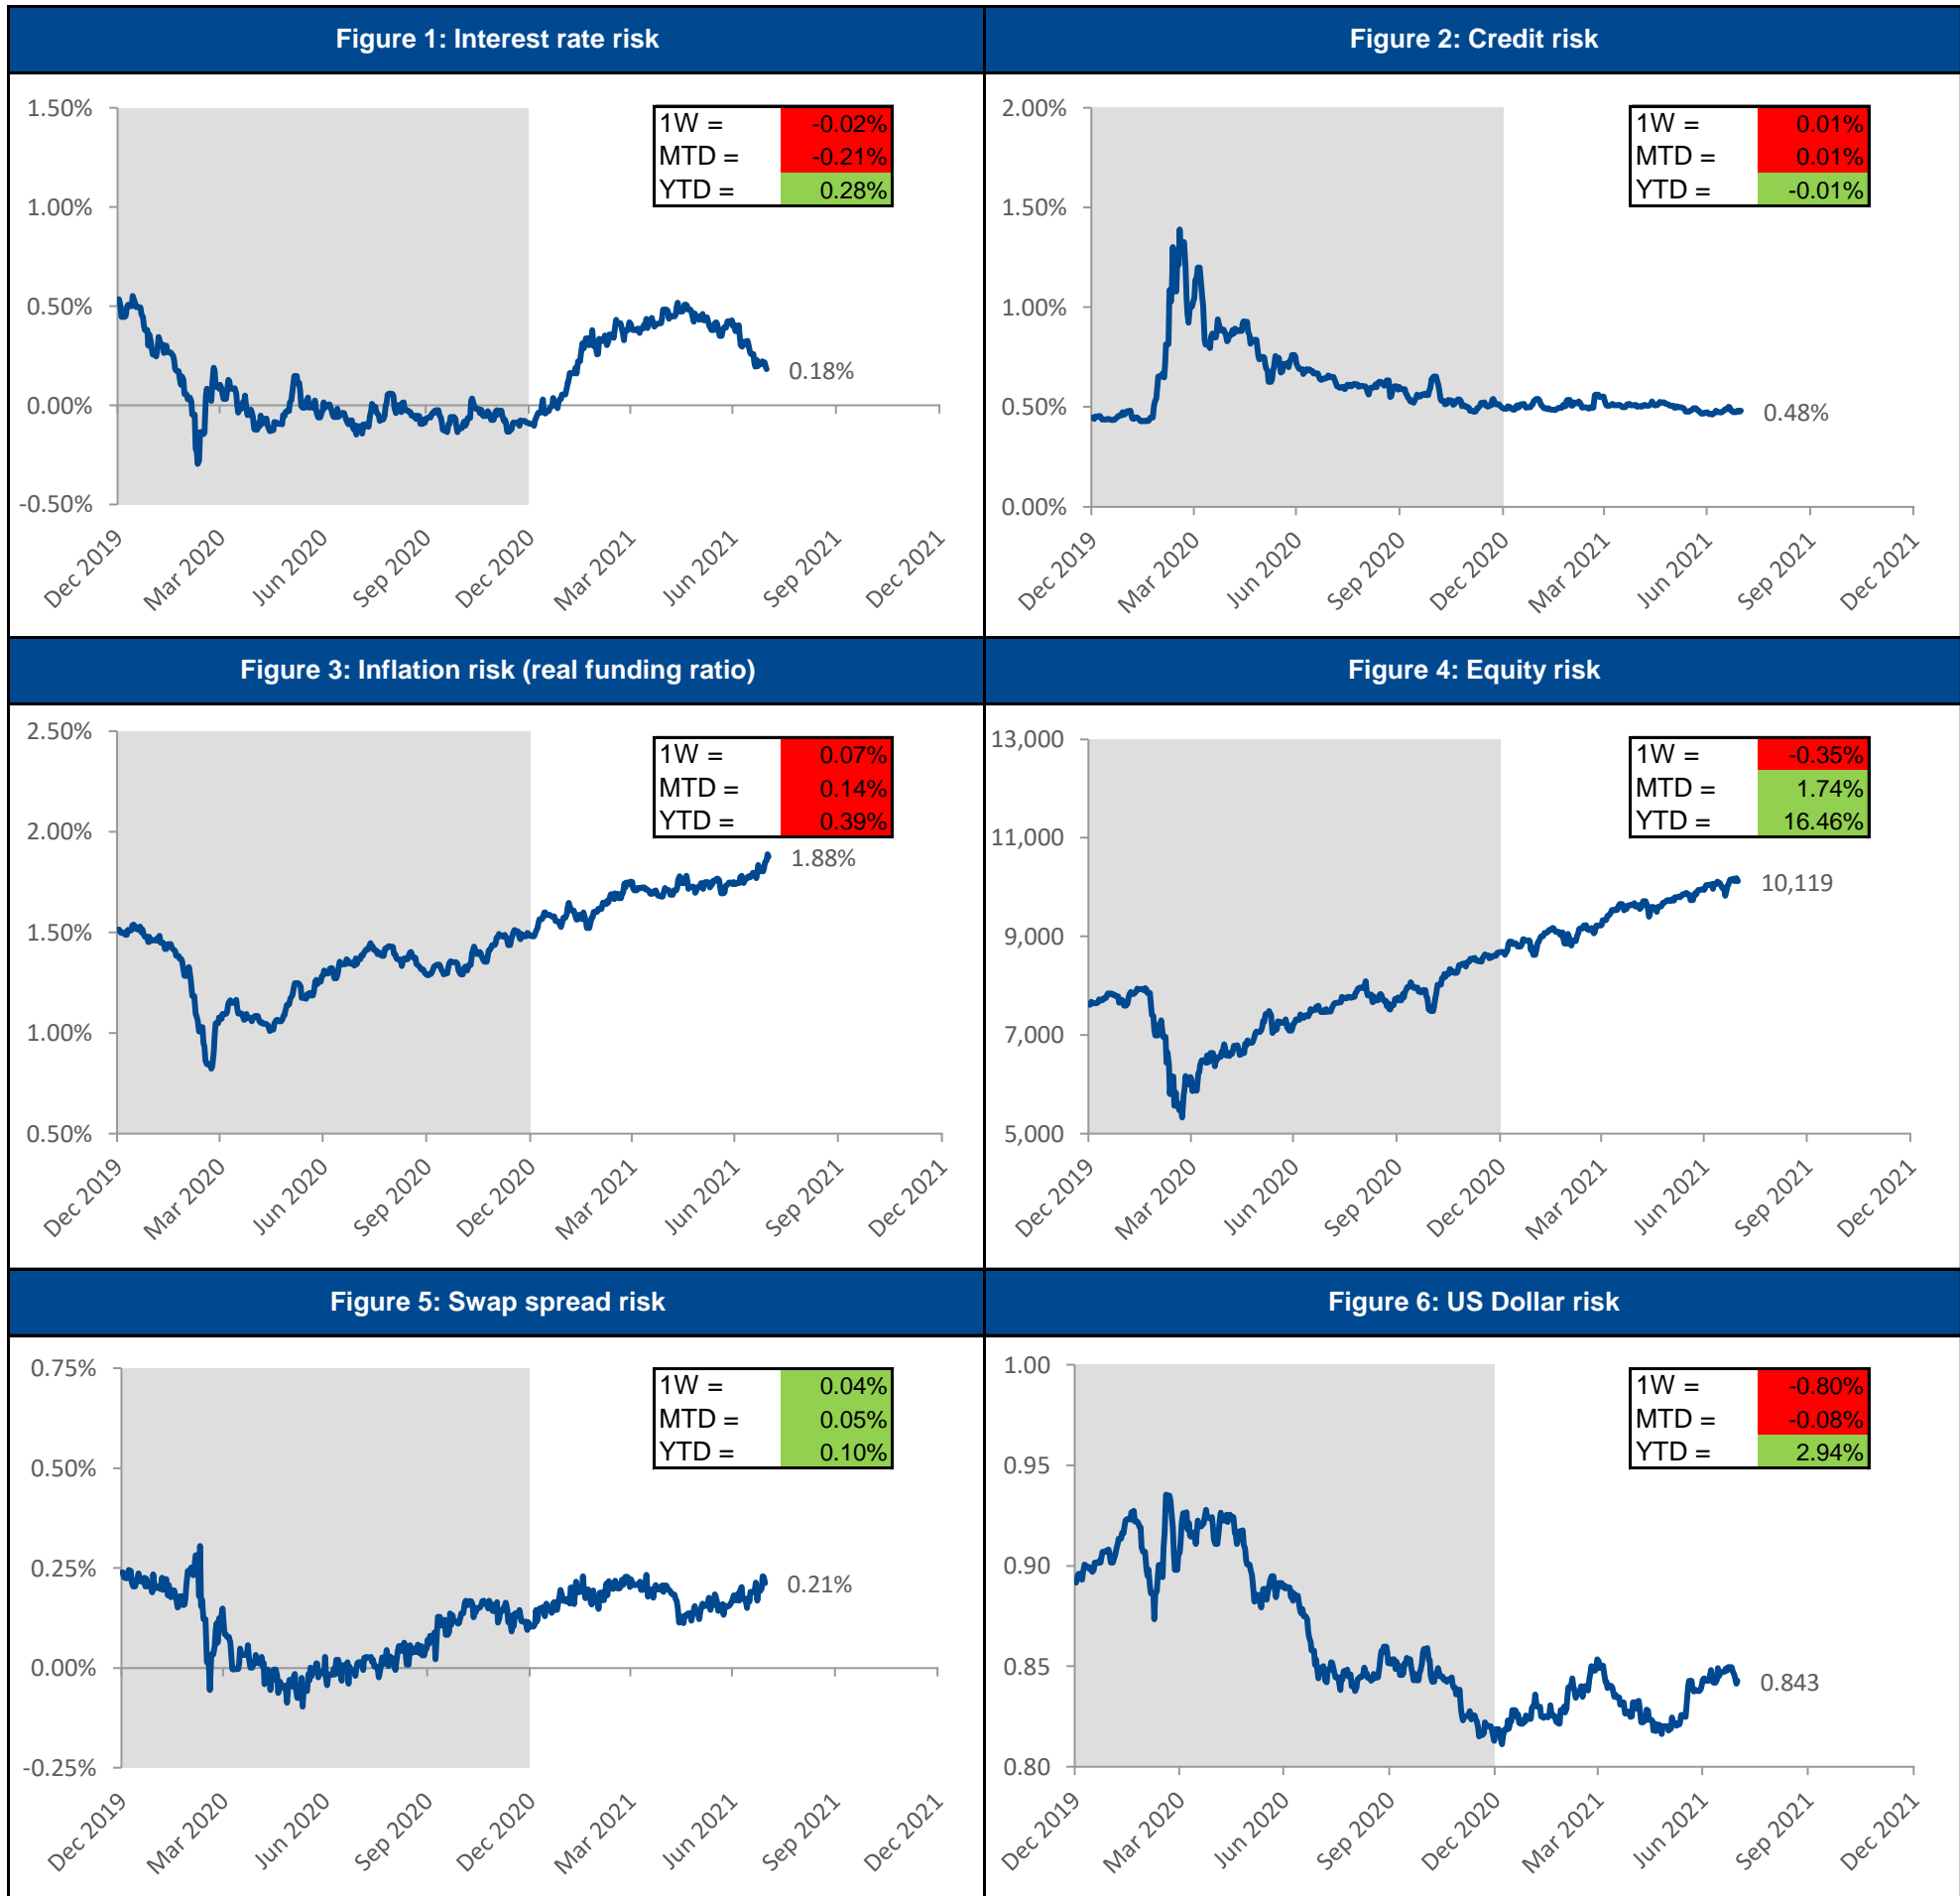 Figure 1: Interest rate risk
1.50%
1.00%
0.50%
0.00%
-0.50%
1W = -0.02%
MTD = -0.21%
YTD = 0.28%
0.18%
Dec 2019 Mar 2020 Jun 2020 Sep 2020 Dec 2020 Mar 2021 Jun 2021 Sep 2021 Dec 2021
Figure 2: Credit risk
2.00%
1.50%
1.00%
0.50%
0.00%
1W = 0.01%
MTD = 0.01%
YTD = -0.01%
0.48%
Dec 2019 Mar 2020 Jun 2020 Sep 2020 Dec 2020 Mar 2021 Jun 2021 Sep 2021 Dec 2021
Figure 3: Inflation risk (real funding ratio)
2.50%
2.00%
1.50%
1.00%
0.50%
1W = 0.07%
MTD = 0.14%
YTD = 0.39%
1.88%
Dec 2019 Mar 2020 Jun 2020 Sep 2020 Dec 2020 Mar 2021 Jun 2021 Sep 2021 Dec 2021
Figure 4: Equity risk
13,000
11,000
9,000
7,000
5,000
1W = -0.35%
MTD = 1.74%
YTD = 16.46%
10,119
Dec 2019 Mar 2020 Jun 2020 Sep 2020 Dec 2020 Mar 2021 Jun 2021 Sep 2021 Dec 2021
Figure 5: Swap spread risk
0.75%
0.50%
0.25%
0.00%
-0.25%
1W = 0.04%
MTD = 0.05%
YTD = 0.10%
0.21%
Dec 2019 Mar 2020 Jun 2020 Sep 2020 Dec 2020 Mar 2021 Jun 2021 Sep 2021 Dec 2021
Figure 6: US Dollar risk
1.00
0.95
0.90
0.85
0.80
1W = -0.80%
MTD = -0.08%
YTD = 2.94%
0.843
Dec 2019 Mar 2020 Jun 2020 Sep 2020 Dec 2020 Mar 2021 Jun 2021 Sep 2021 Dec 2021